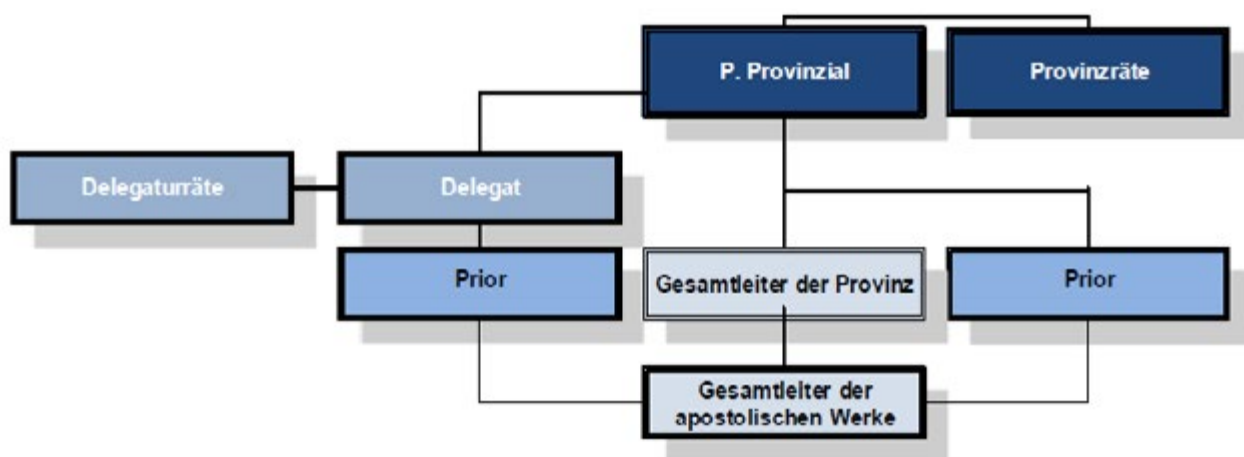 P. Provinzial
Provinzräte
Delegaturräte
Delegat
Prior
Gesamtleiter der Provinz
Prior
Gesamtleiter der
apostolischen Werke